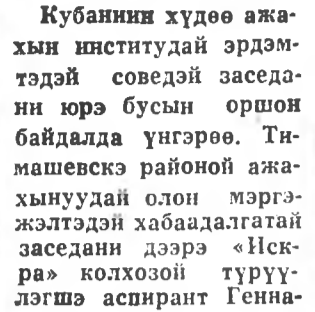 Кубаниин хүдөө ажа-
хын институдай эрдэм-
тэдэй соведэй заседа-
ни юрэ бусын оршон
байдалда үнгэрөө. Ти-
машевскэ районой ажа-
хынуудай олон мэргэ-
жэлтэдэй хабаадалгатай
заседани дээрэ «Иск-
ра» колхозой түрүү-
лэгшэ аспирант Генна-